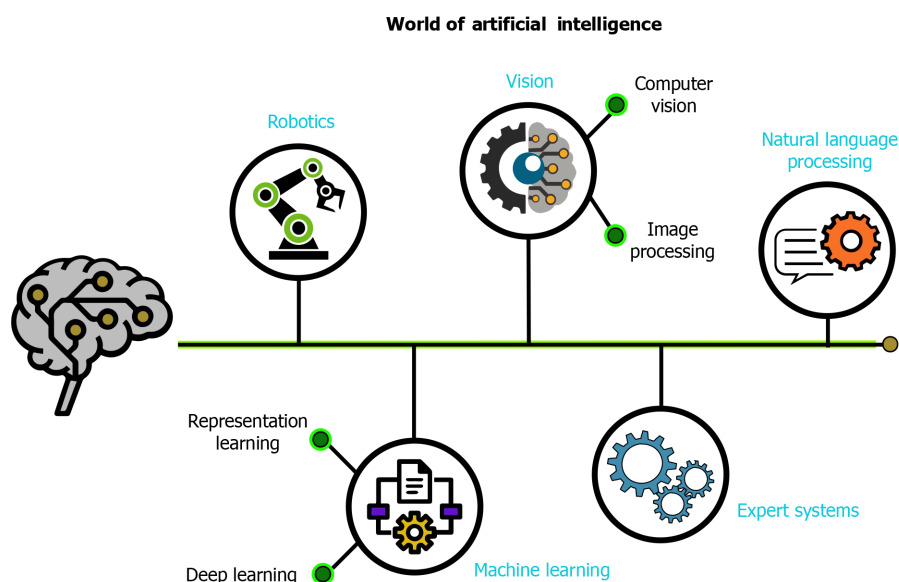 World of artificial intelligence
Vision
Computer
vision
Robotics
Natural language
processing
Image
processing
Representation
learning
Expert systems
Machine learning
Deep learning